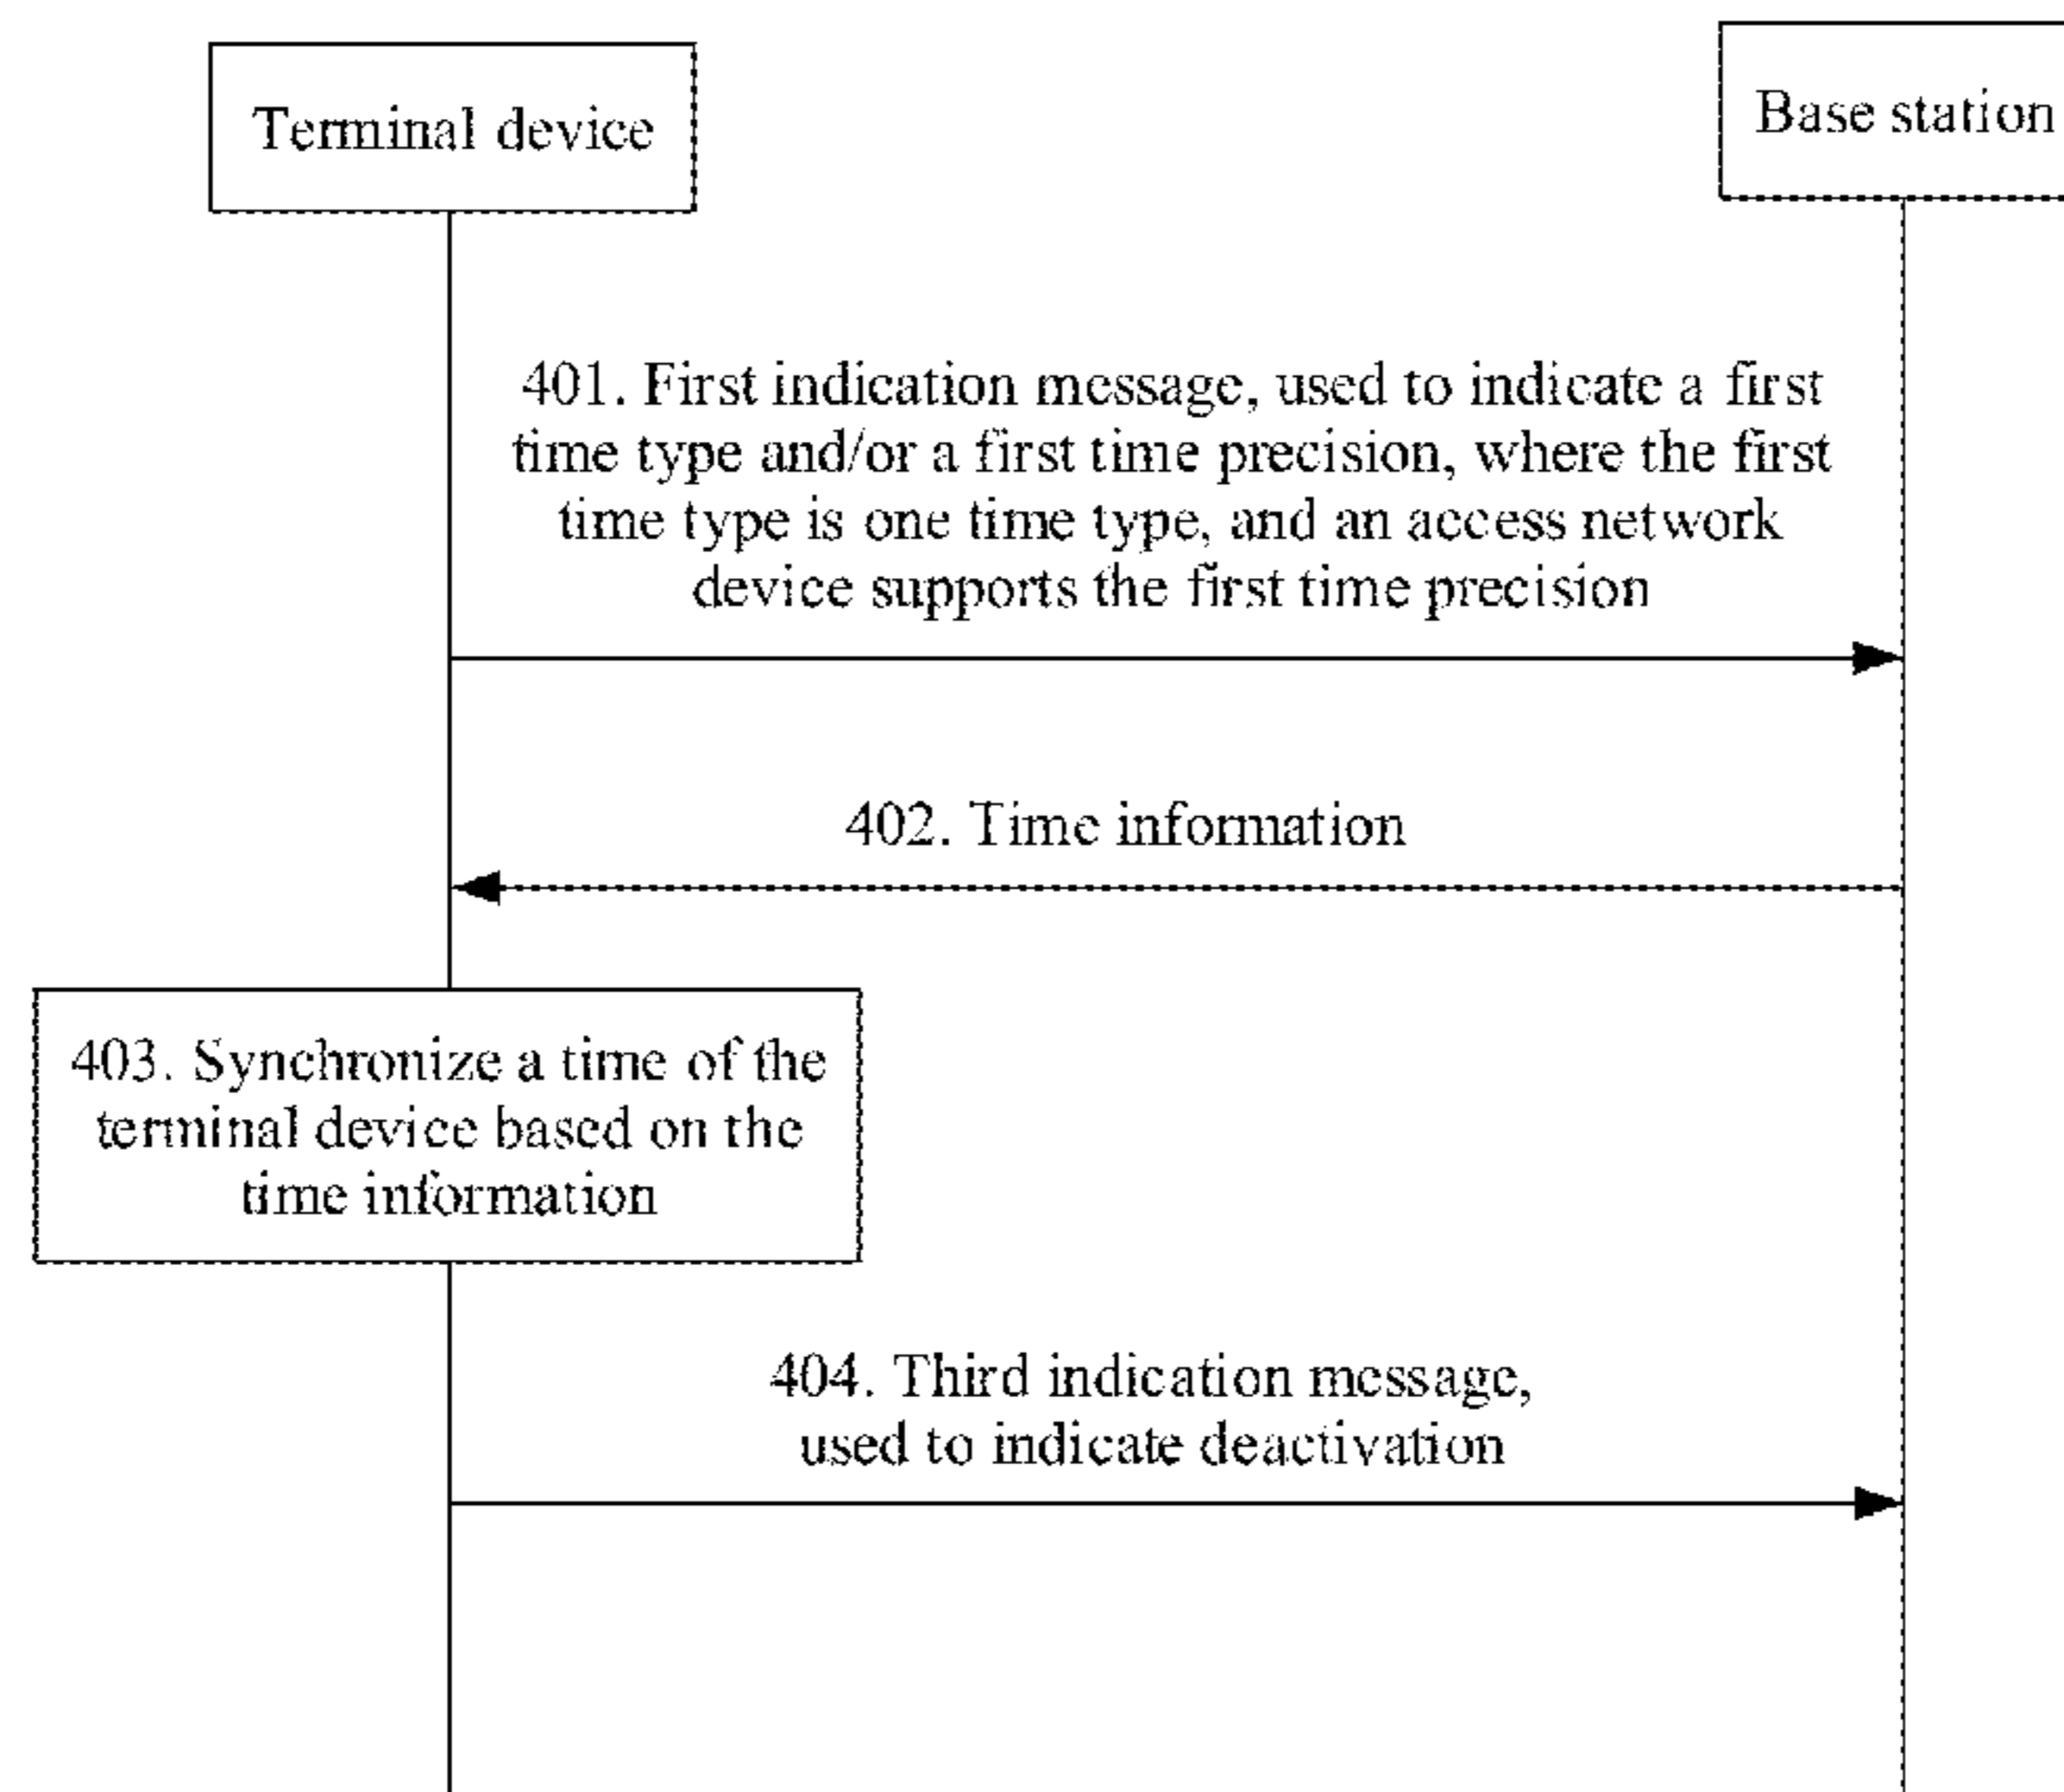 Terminal device
Base station
401. First indication message, used to indicate a first
time type and/or a first time precision, where the first
time type is one time type, and an access network
device supports the first time precision
402. Time information
403. Synchronize a time of the
terminal device based on the
time information
404. Third indication message,
used to indicate deactivation